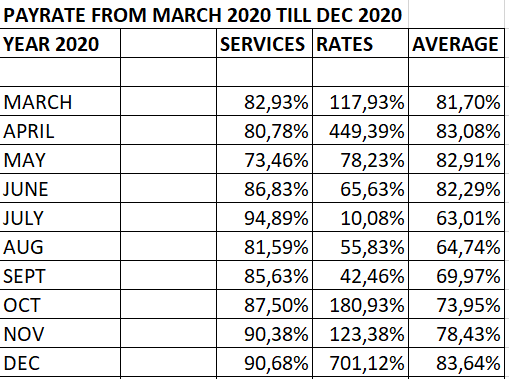 PAYRATE FROM MARCH 2020 TILL DEC 2020
YEAR 2020 SERVICES RATES AVERAGE
MARCH 82,93% 117,93% 81,70%
APRIL 80,78% 449,39% 83,08%
MAY 73,46% 78,23% 82,91%
JUNE 86,83% 65,63% 82,29%
JULY 94,89% 10,08% 63,01%
AUG 81,59% 55,83% 64,74%
SEPT 85,63% 42,46% 69,97%
OCT 87,50% 180,93% 73,95%
NOV 90,38% 123,38% 78,43%
DEC 90,68% 701,12% 83,64%